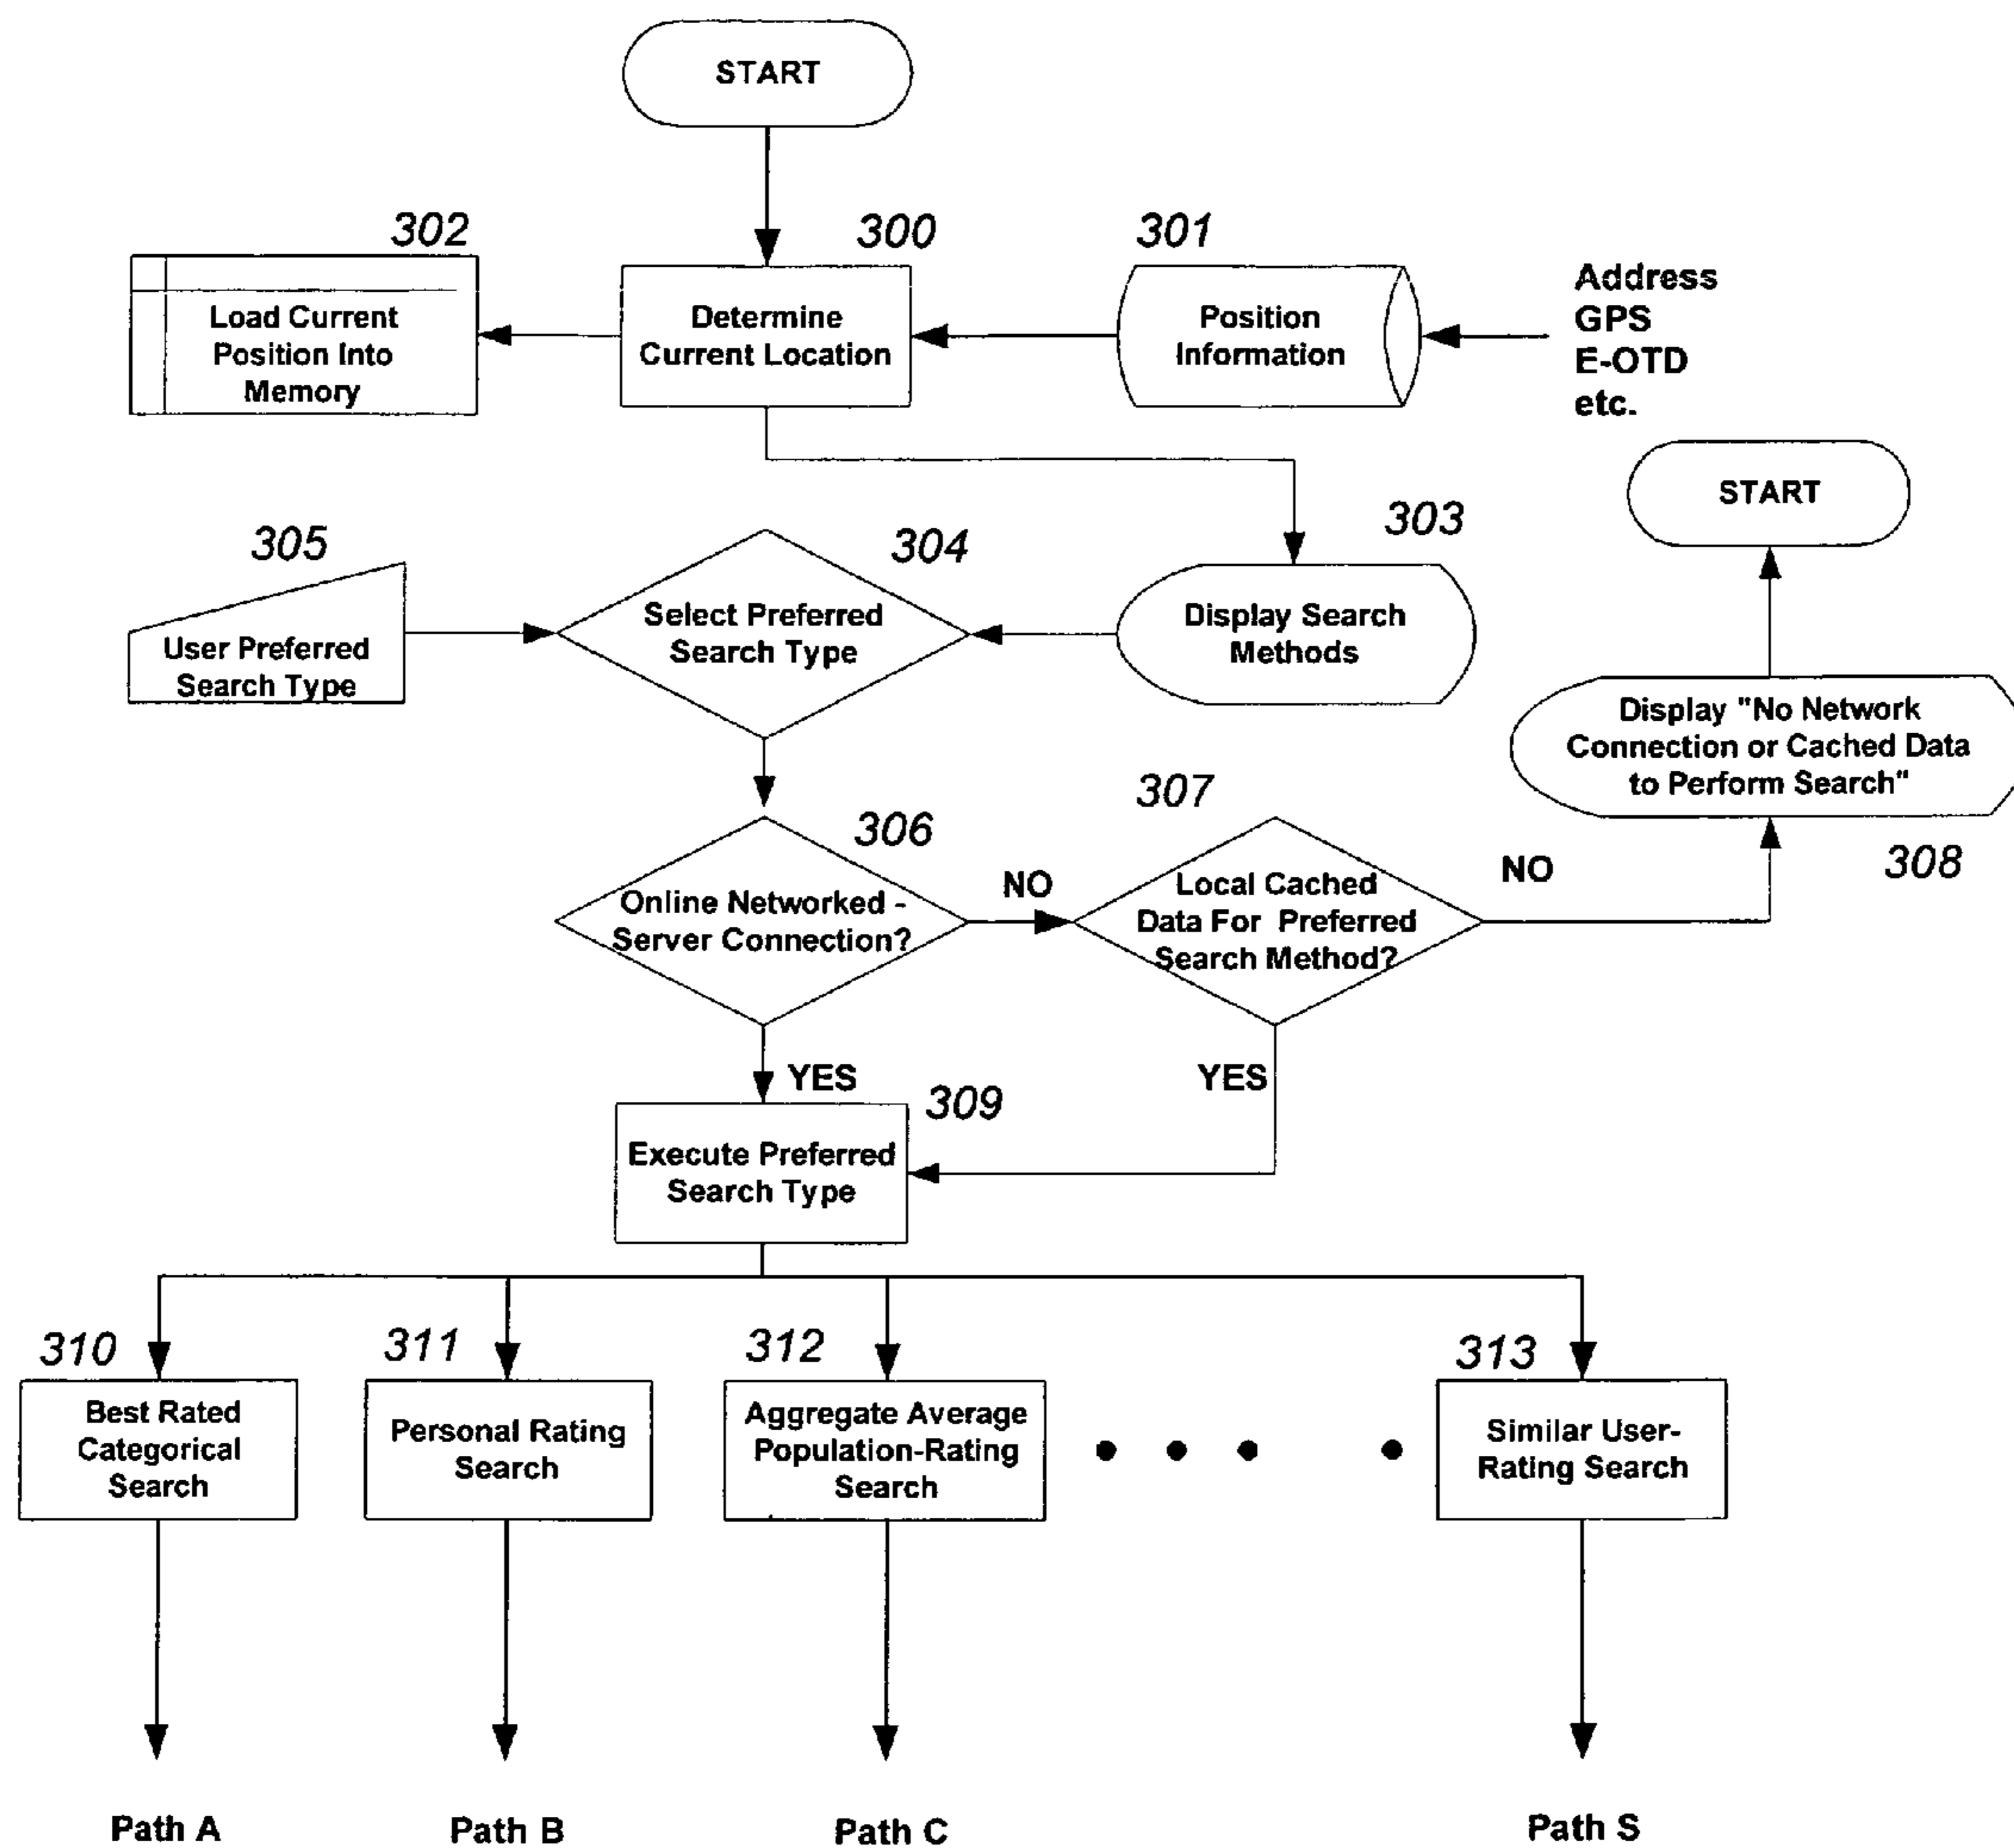 START
302
300
301
Load Current
Position Into
Memory
Determine
Current Location
Position
Information
Address
GPS
E-OTD
etc.
START
305
304
303
User Preferred
Search Type
Select Preferred
Search Type
Display Search
Methods
Display "No Network
Connection or Cached Data
to Perform Search"
308
306
307
Online Networked -
Server Connection?
NO
Local Cached
Data For Preferred
Search Method?
NO
YES
YES
309
Execute Preferred
Search Type
310
311
312
313
Best Rated
Categorical
Search
Personal Rating
Search
Aggregate Average
Population-Rating
Search
Similar User-
Rating Search
Path A
Path B
Path C
Path S